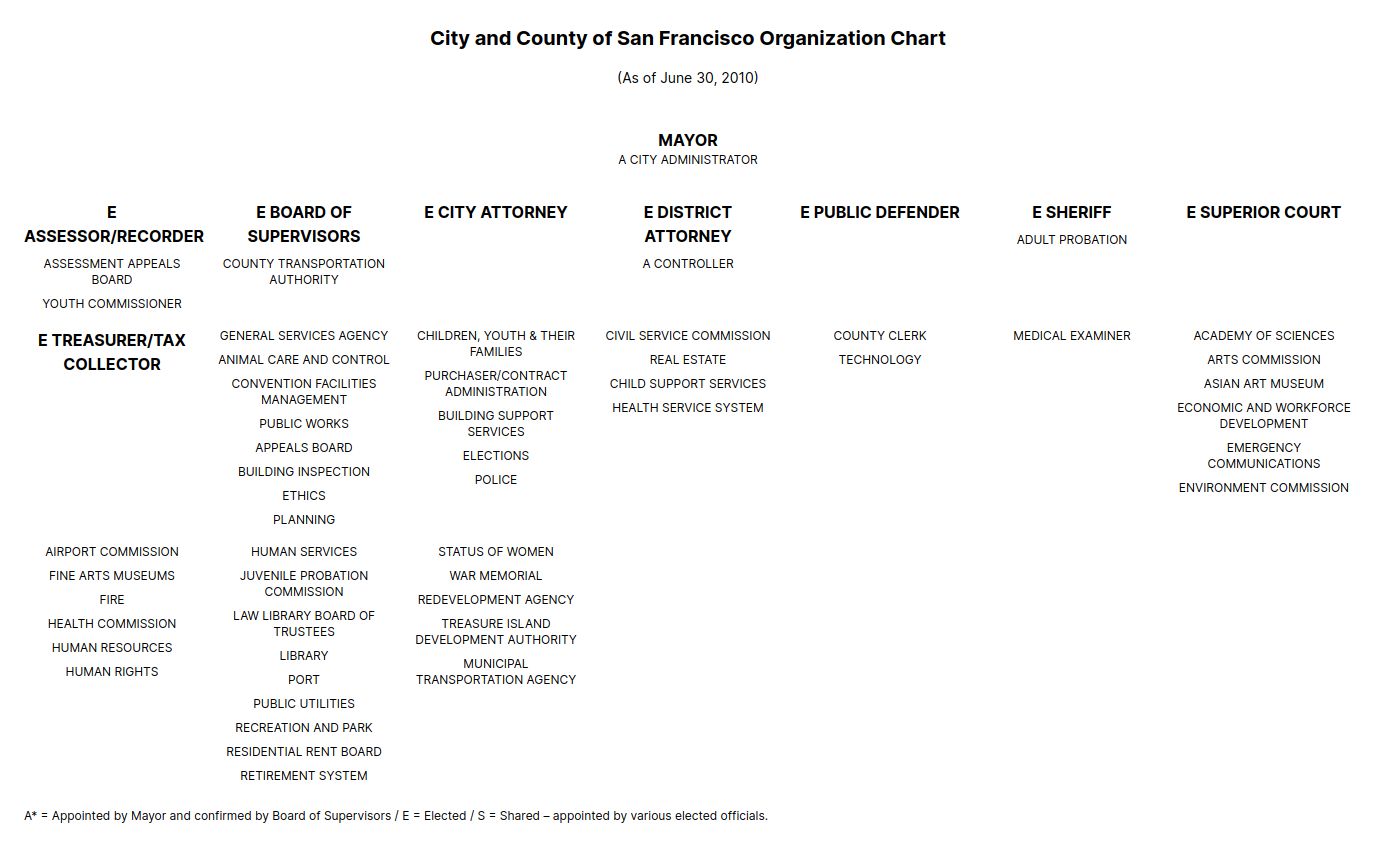 City and County of San Francisco Organization Chart
(As of June 30, 2010)
MAYOR
A CITY ADMINISTRATOR
E
ASSESSOR/RECORDER
ASSESSMENT APPEALS
BOARD
YOUTH COMMISSIONER
E BOARD OF
SUPERVISORS
COUNTY TRANSPORTATION
AUTHORITY
E CITY ATTORNEY
E DISTRICT
ATTORNEY
A CONTROLLER
E PUBLIC DEFENDER
E SHERIFF
ADULT PROBATION
E SUPERIOR COURT
E TREASURER/TAX
COLLECTOR
GENERAL SERVICES AGENCY
ANIMAL CARE AND CONTROL
CONVENTION FACILITIES
MANAGEMENT
PUBLIC WORKS
APPEALS BOARD
BUILDING INSPECTION
ETHICS
PLANNING
CHILDREN, YOUTH & THEIR
FAMILIES
PURCHASER/CONTRACT
ADMINISTRATION
BUILDING SUPPORT
SERVICES
ELECTIONS
POLICE
CIVIL SERVICE COMMISSION
REAL ESTATE
CHILD SUPPORT SERVICES
HEALTH SERVICE SYSTEM
COUNTY CLERK
TECHNOLOGY
MEDICAL EXAMINER
ACADEMY OF SCIENCES
ARTS COMMISSION
ASIAN ART MUSEUM
ECONOMIC AND WORKFORCE
DEVELOPMENT
EMERGENCY
COMMUNICATIONS
ENVIRONMENT COMMISSION
AIRPORT COMMISSION
FINE ARTS MUSEUMS
FIRE
HEALTH COMMISSION
HUMAN RESOURCES
HUMAN RIGHTS
HUMAN SERVICES
JUVENILE PROBATION
COMMISSION
LAW LIBRARY BOARD OF
TRUSTEES
LIBRARY
PORT
PUBLIC UTILITIES
RECREATION AND PARK
RESIDENTIAL RENT BOARD
RETIREMENT SYSTEM
STATUS OF WOMEN
WAR MEMORIAL
REDEVELOPMENT AGENCY
TREASURE ISLAND
DEVELOPMENT AUTHORITY
MUNICIPAL
TRANSPORTATION AGENCY
A* = Appointed by Mayor and confirmed by Board of Supervisors / E = Elected / S = Shared – appointed by various elected officials.